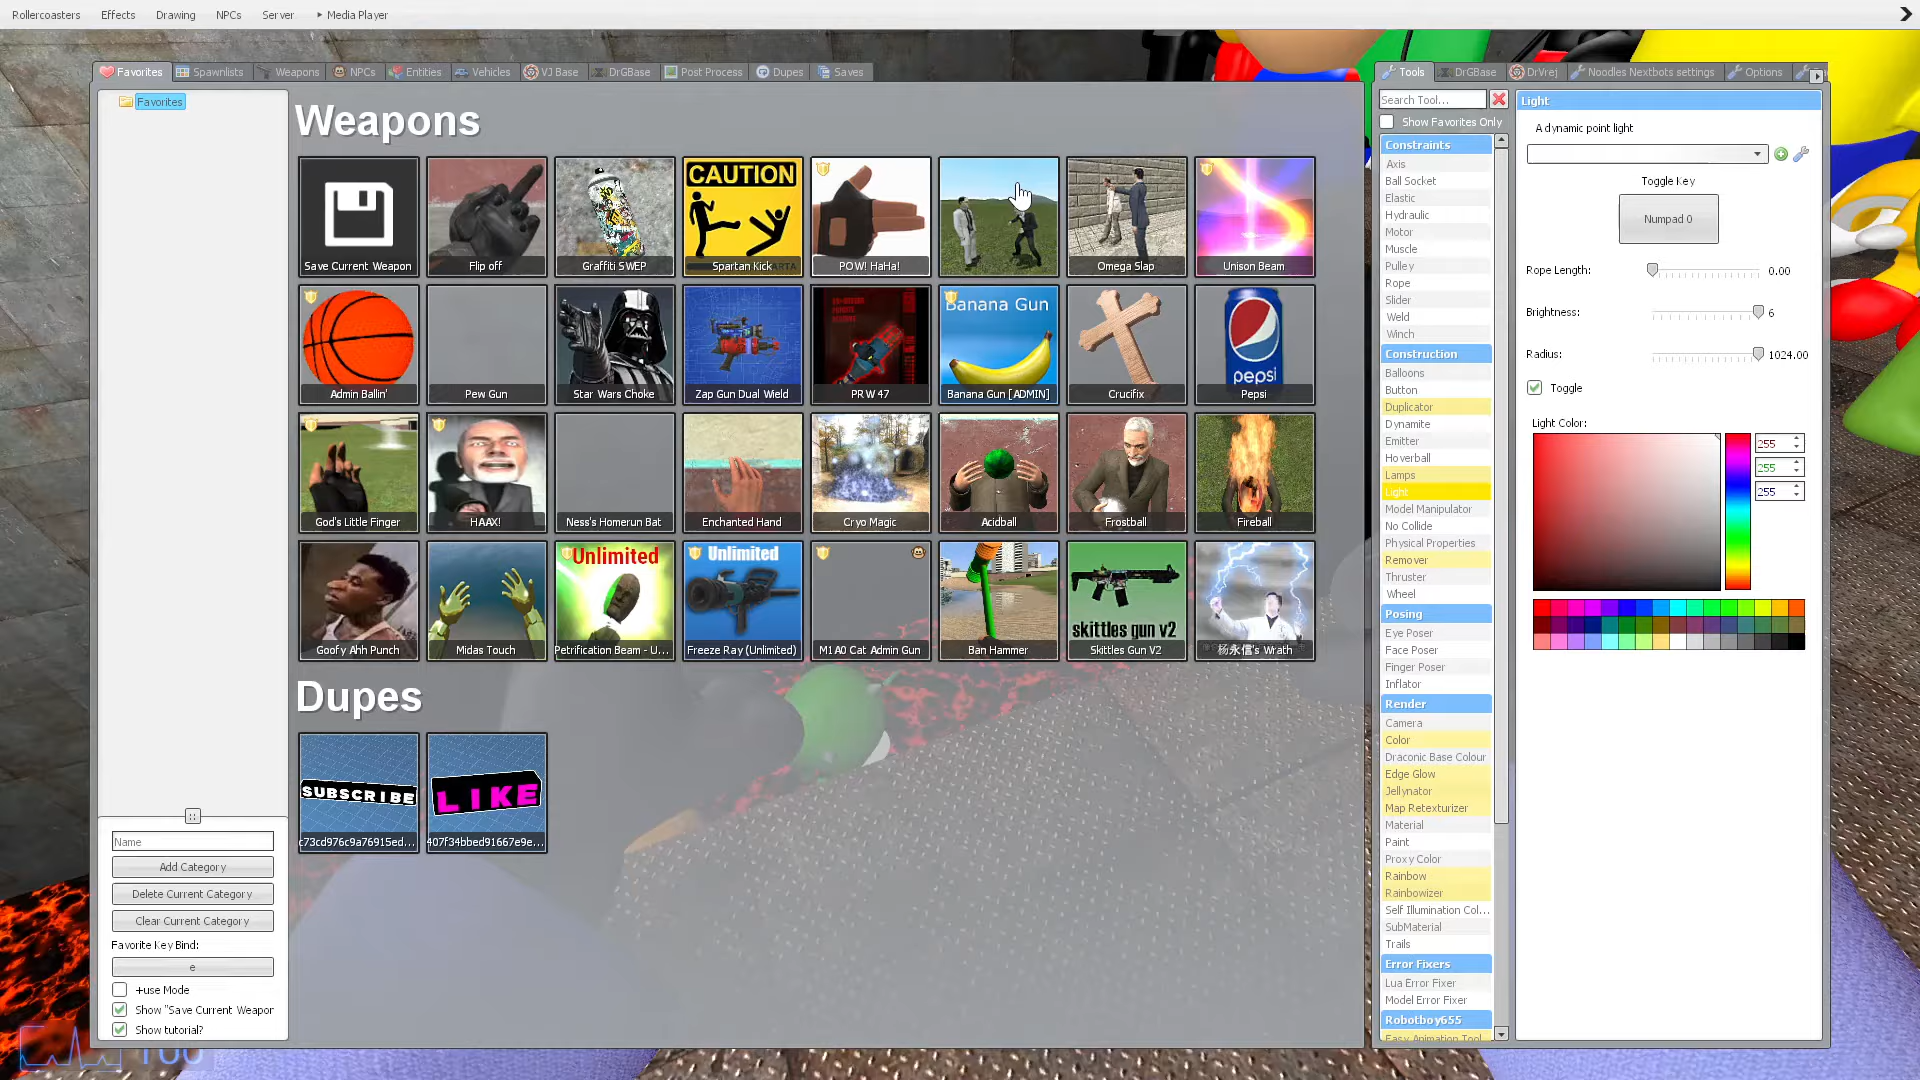 Rollercoasters Effects Drawing NPCs Server Media Player
Favorites Spawnlists Weapons NPCs Entities Vehicles VJ Base DrGBase Post Process Dupes Saves
Tools DrGBase DrVrej Noodles Nextbots settings Options
Favorites
Weapons
Save Current Weapon
Flip off
Graffiti SWEP
CAUTION
Spartan Kick
POW! HaHa!
Omega Slap
Unison Beam
Admin Ballin'
Pew Gun
Star Wars Choke
Zap Gun Dual Wield
PRW 47
Banana Gun
Banana Gun [ADMIN]
Crucifix
pepsi
Pepsi
God's Little Finger
HAAX!
Ness's Homerun Bat
Enchanted Hand
Cryo Magic
Acidball
Frostball
Fireball
Goofy Ahh Punch
Midas Touch
Unlimited
Petrification Beam - U...
Unlimited
Freeze Ray (Unlimited)
M1A0 Cat Admin Gun
Ban Hammer
skittles gun v2
Skittles Gun V2
杨永信's Wrath
Dupes
SUBSCRIBE
c73cd976c9a76915ed...
LIKE
407f34bbed91667e9e...
Name
Add Category
Delete Current Category
Clear Current Category
Favorite Key Bind:
e
+use Mode
Show "Save Current Weapor
Show tutorial?
100
Search Tool...
Show Favorites Only
Constraints
Axis
Ball Socket
Elastic
Hydraulic
Motor
Muscle
Pulley
Rope
Slider
Weld
Winch
Construction
Balloons
Button
Duplicator
Dynamite
Emitter
Hoverball
Lamps
Light
Model Manipulator
No Collide
Physical Properties
Remover
Thruster
Wheel
Posing
Eye Poser
Face Poser
Finger Poser
Inflator
Render
Camera
Color
Draconic Base Colour
Edge Glow
Jellynator
Map Retexturizer
Material
Paint
Proxy Color
Rainbow
Rainbowizer
Self Illumination Col...
SubMaterial
Trails
Error Fixers
Lua Error Fixer
Model Error Fixer
Robotboy655
Easy Animation Tool
Light
A dynamic point light
Toggle Key
Numpad 0
Rope Length: 0.00
Brightness: 6
Radius: 1024.00
Toggle
Light Color:
255
255
255